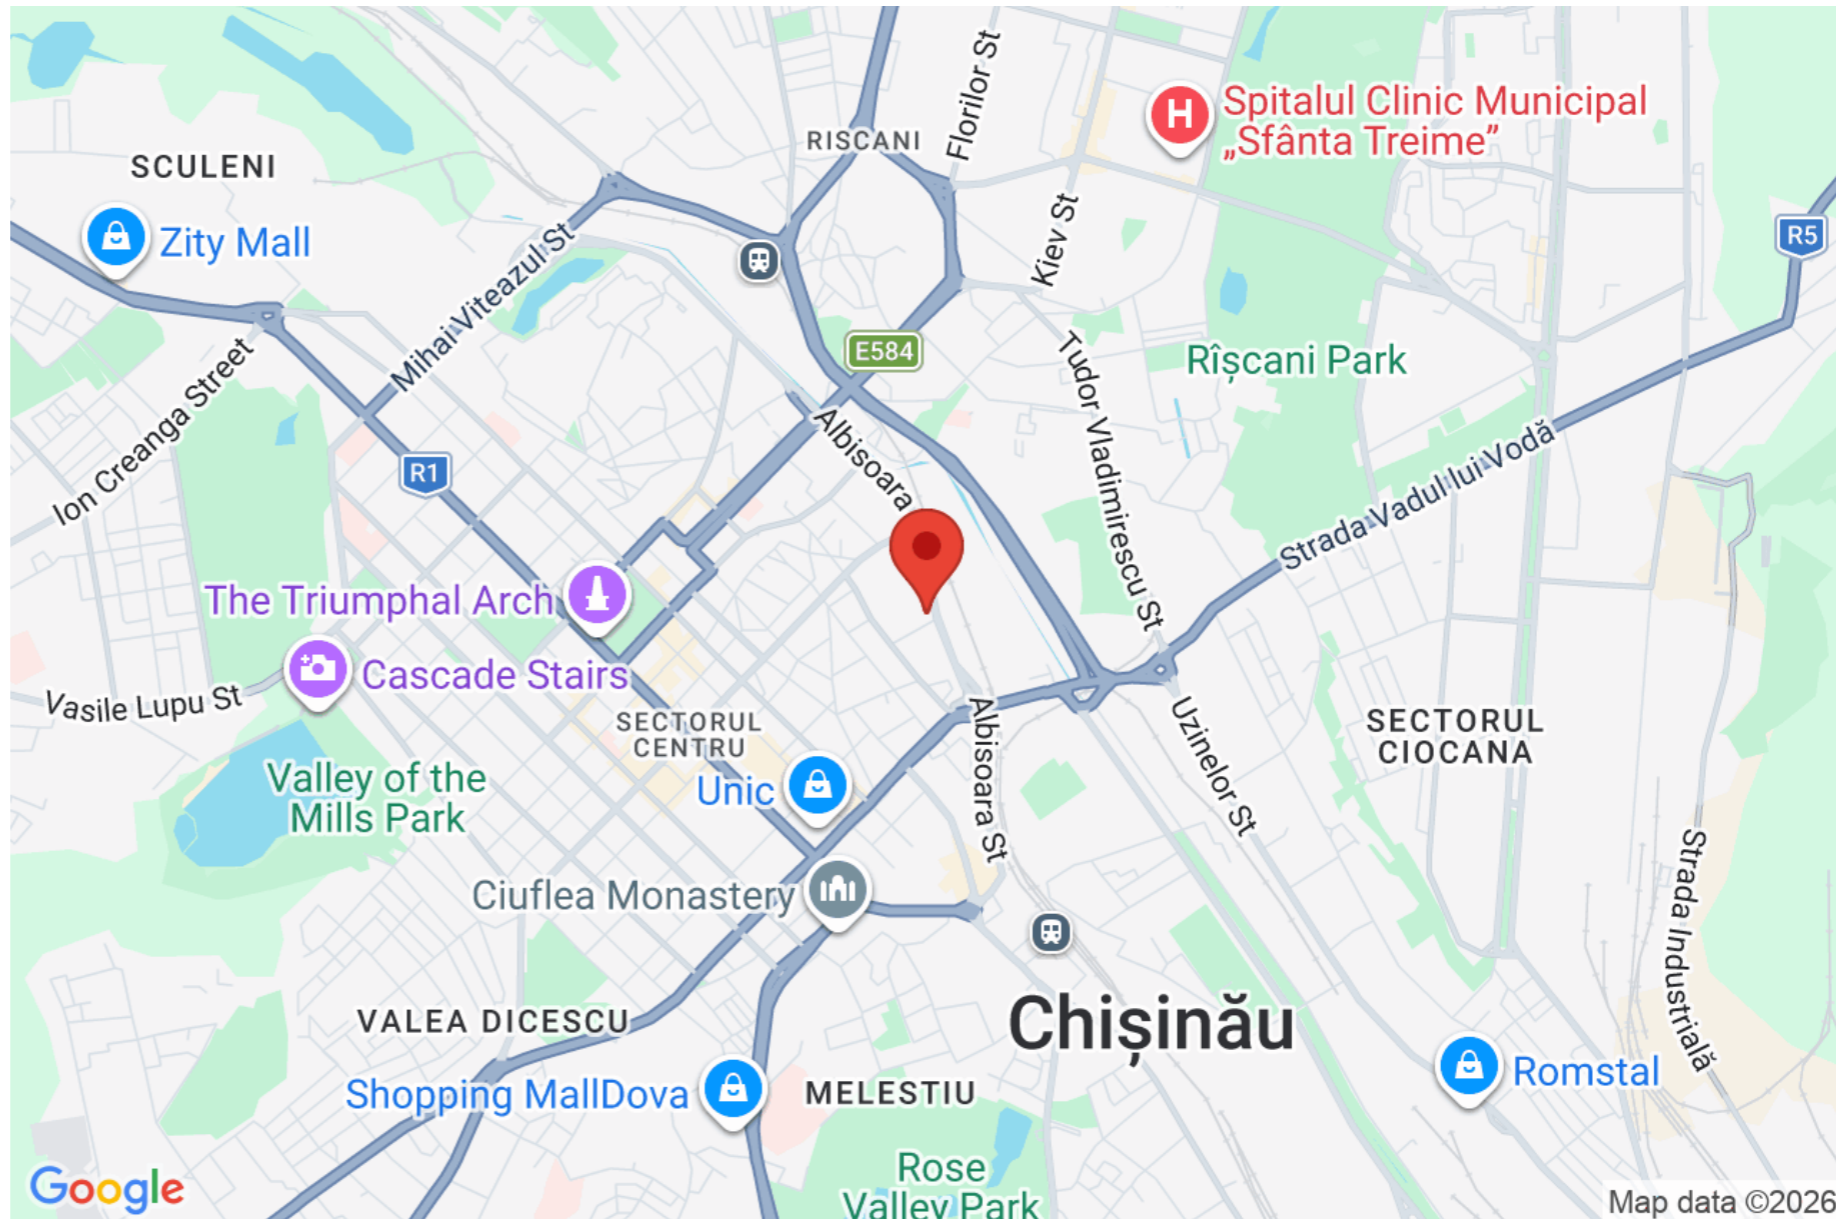 Florilor St
Spitalul Clinic Municipal
„Sfânta Treime”
RISCANI
SCULENI
Zity Mall
Kiev St
R5
Mihai Viteazul St
E584
Ion Creanga Street
Tudor Vladimirescu St
Rîșcani Park
Albisoara
R1
Strada Vadul lui Vodă
The Triumphal Arch
Cascade Stairs
Vasile Lupu St
SECTORUL
CENTRU
Albisoara St
Uzinelor St
SECTORUL
CIOCANA
Valley of the
Mills Park
Unic
Ciuflea Monastery
Strada Industrială
VALEA DICESCU
Chișinău
Shopping MallDova
MELESTIU
Romstal
Rose
Valley Park
Google
Map data ©2026